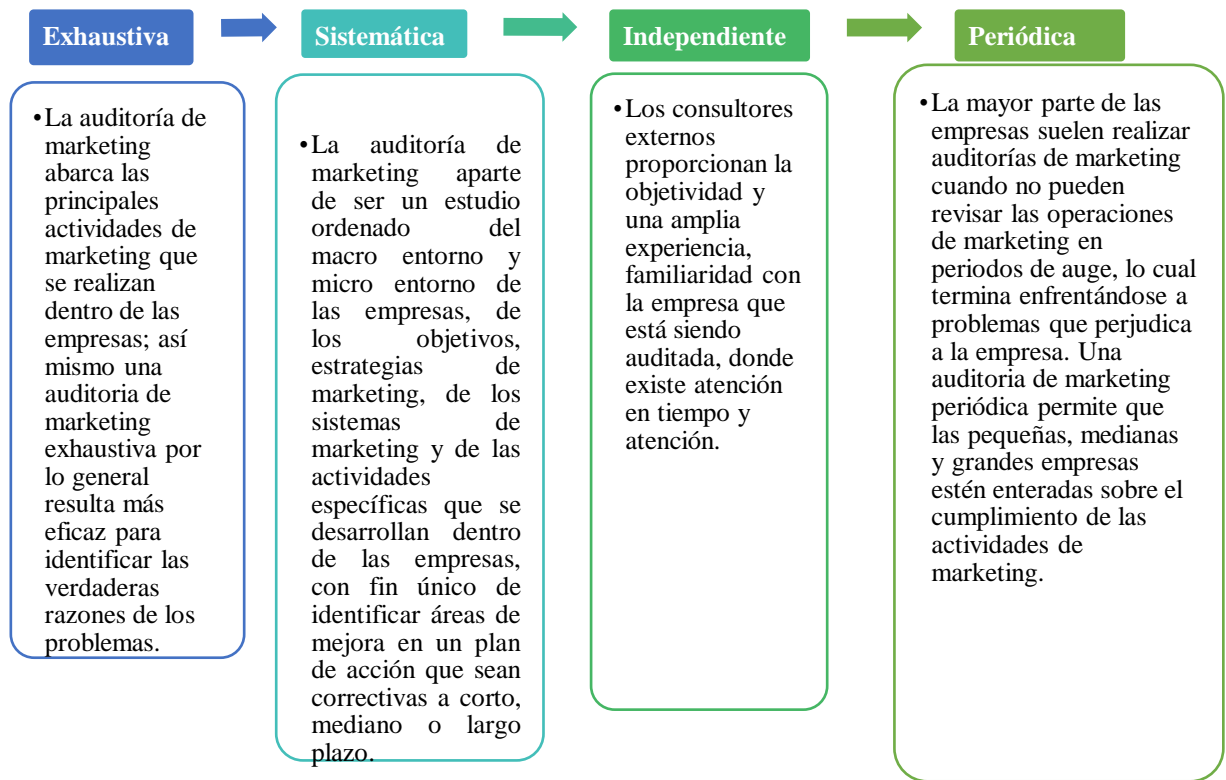 Exhaustiva
•La auditoría de
marketing
abarca las
principales
actividades de
marketing que
se realizan
dentro de las
empresas; así
mismo una
auditoria de
marketing
exhaustiva por
lo general
resulta más
eficaz para
identificar las
verdaderas
razones de los
problemas.
Sistemática
•La auditoría de
marketing aparte
de ser un estudio
ordenado del
macro entorno y
micro entorno de
las empresas, de
los objetivos,
estrategias de
marketing, de los
sistemas de
marketing y de las
actividades
específicas que se
desarrollan dentro
de las empresas,
con fin único de
identificar áreas de
mejora en un plan
de acción que sean
correctivas a corto,
mediano o largo
plazo.
Independiente
•Los consultores
externos
proporcionan la
objetividad y
una amplia
experiencia,
familiaridad con
la empresa que
está siendo
auditada, donde
existe atención
en tiempo y
atención.
Periódica
•La mayor parte de las
empresas suelen realizar
auditorías de marketing
cuando no pueden
revisar las operaciones
de marketing en
periodos de auge, lo cual
termina enfrentándose a
problemas que perjudica
a la empresa. Una
auditoria de marketing
periódica permite que
las pequeñas, medianas
y grandes empresas
estén enteradas sobre el
cumplimiento de las
actividades de
marketing.